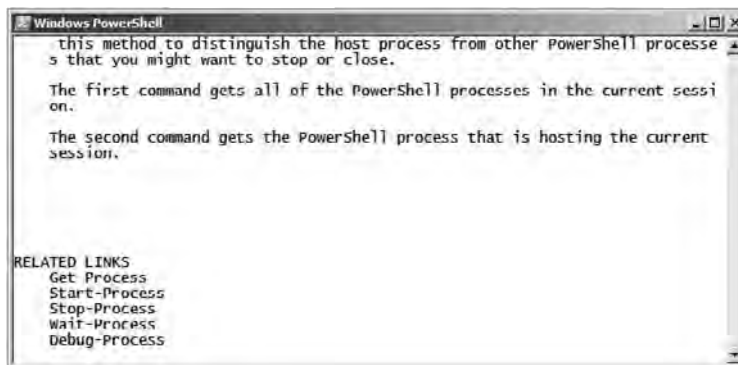 Windows PowerShell
this method to distinguish the host process from other PowerShell processe
s that you might want to stop or close.
The first command gets all of the PowerShell processes in the current sessi
on.
The second command gets the PowerShell process that is hosting the current
session.
RELATED LINKS
Get Process
Start-Process
Stop-Process
Wait-Process
Debug-Process